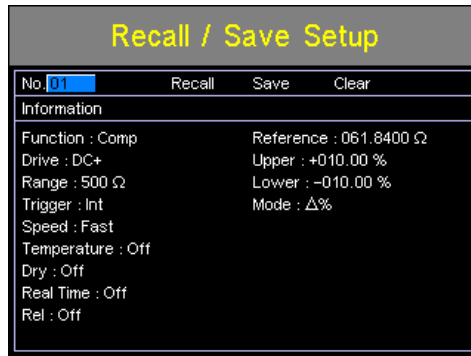 Recall / Save Setup
No. 01 Recall Save Clear
Information
Function : Comp
Drive : DC+
Range : 500 Ω
Trigger : Int
Speed : Fast
Temperature : Off
Dry : Off
Real Time : Off
Rel : Off
Reference : 061.8400 Ω
Upper : +010.00 %
Lower : –010.00 %
Mode : Δ%